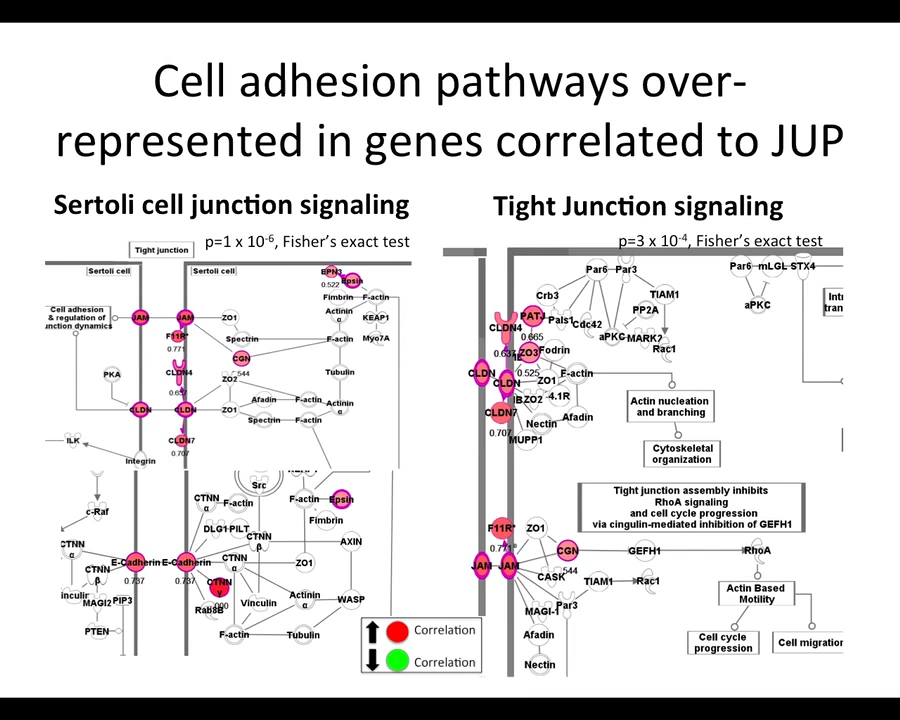 Cell adhesion pathways over-
represented in genes correlated to JUP
Sertoli cell junction signaling
p=1 x 10-6, Fisher's exact test
Tight junction
Sertoli cell
Sertoli cell
EPN3
0.522
Epsin
Fimbrin
F-actin
Cell adhesion
& regulation of
JAM
JAM
ZO1
Actinin
α
KEAP1
F11R*
0.771
Spectrin
F-actin
Myo7A
CGN
544
PKA
CLDN4
ZO2
Tubulin
CLDN
CLDN
ZO1
Afadin
F-actin
Actinin
α
Spectrin
F-actin
ILK
CLDN7
0.707
Integrin
Src
CTNN
α
F-actin
F-actin
Epsin
c-Raf
Fimbrin
DLG1
PILT
CTNN
β
AXIN
CTNN
α
E-Cadherin
E-Cadherin
CTNN
α
ZO1
CTNN
β
0.737
0.737
CTNN
γ
000
MAGI2
PIP3
Rab8B
Vinculin
Actinin
α
WASP
PTEN
F-actin
Tubulin
Correlation
Correlation
Tight Junction signaling
p=3 x 10-4, Fisher's exact test
Par6
Par3
Par6
mLGL
STX4
Crb3
TIAM1
aPKC
PATJ
Pals1
Cdc42
PP2A
CLDN4
0.665
aPKC
MARK2
Rac1
ZO3
Fodrin
0.525
CLDN
CLDN
ZO1
F-actin
ZO2
4.1R
Actin nucleation
and branching
CLDN7
Afadin
Nectin
0.707
MUPP1
Cytoskeletal
organization
Tight junction assembly inhibits
RhoA signaling
and cell cycle progression
via cingulin-mediated inhibition of GEFH1
F11R*
ZO1
0.771*
CGN
GEFH1
RhoA
JAM
JAM
544
CASK
TIAM1
Rac1
Actin Based
Motility
MAGI-1
Par3
Afadin
Cell cycle
progression
Cell migration
Nectin